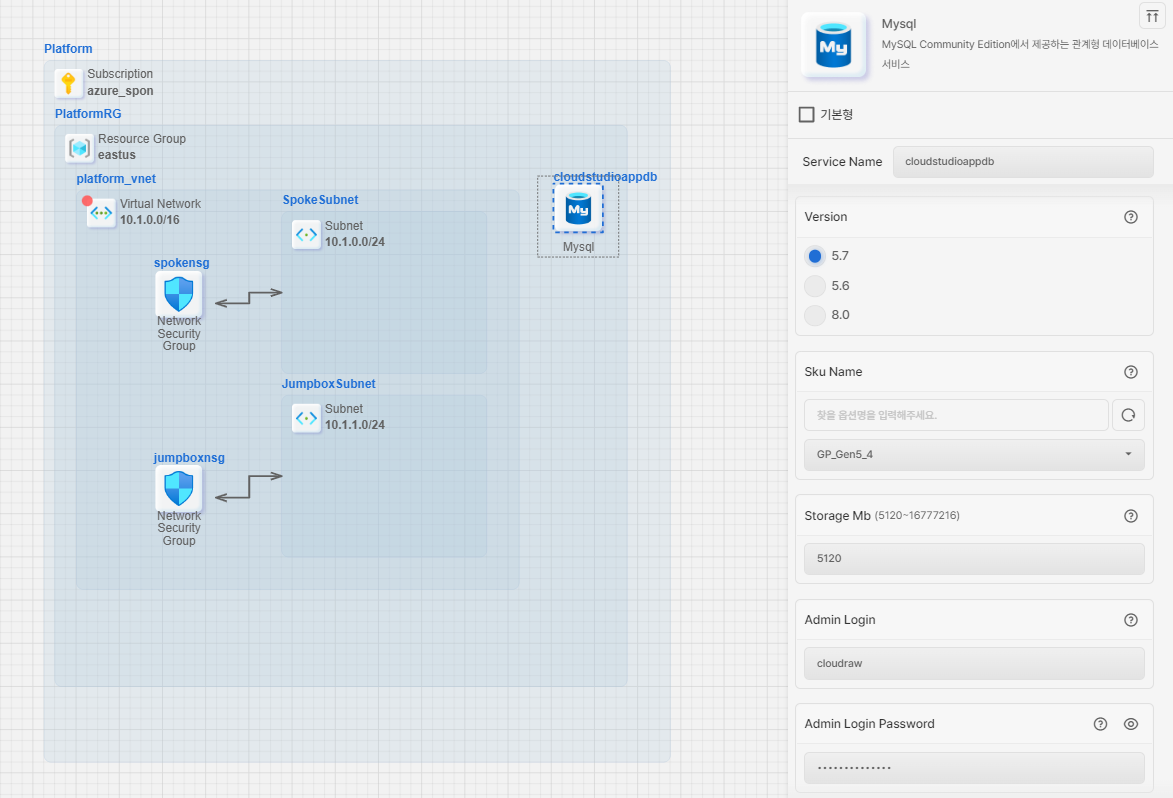 Platform
Subscription
azure_spon
PlatformRG
Resource Group
eastus
platform_vnet
Virtual Network
10.1.0.0/16
SpokeSubnet
Subnet
10.1.0.0/24
spokensg
Network
Security
Group
JumpboxSubnet
Subnet
10.1.1.0/24
jumpboxnsg
Network
Security
Group
cloudstudioappdb
My
Mysql
My
Mysql
MySQL Community Edition에서 제공하는 관계형 데이터베이스
서비스
기본형
Service Name
cloudstudioappdb
Version
5.7
5.6
8.0
Sku Name
찾을 옵션명을 입력해주세요.
GP_Gen5_4
Storage Mb (5120~16777216)
5120
Admin Login
cloudraw
Admin Login Password
••••••••••••••